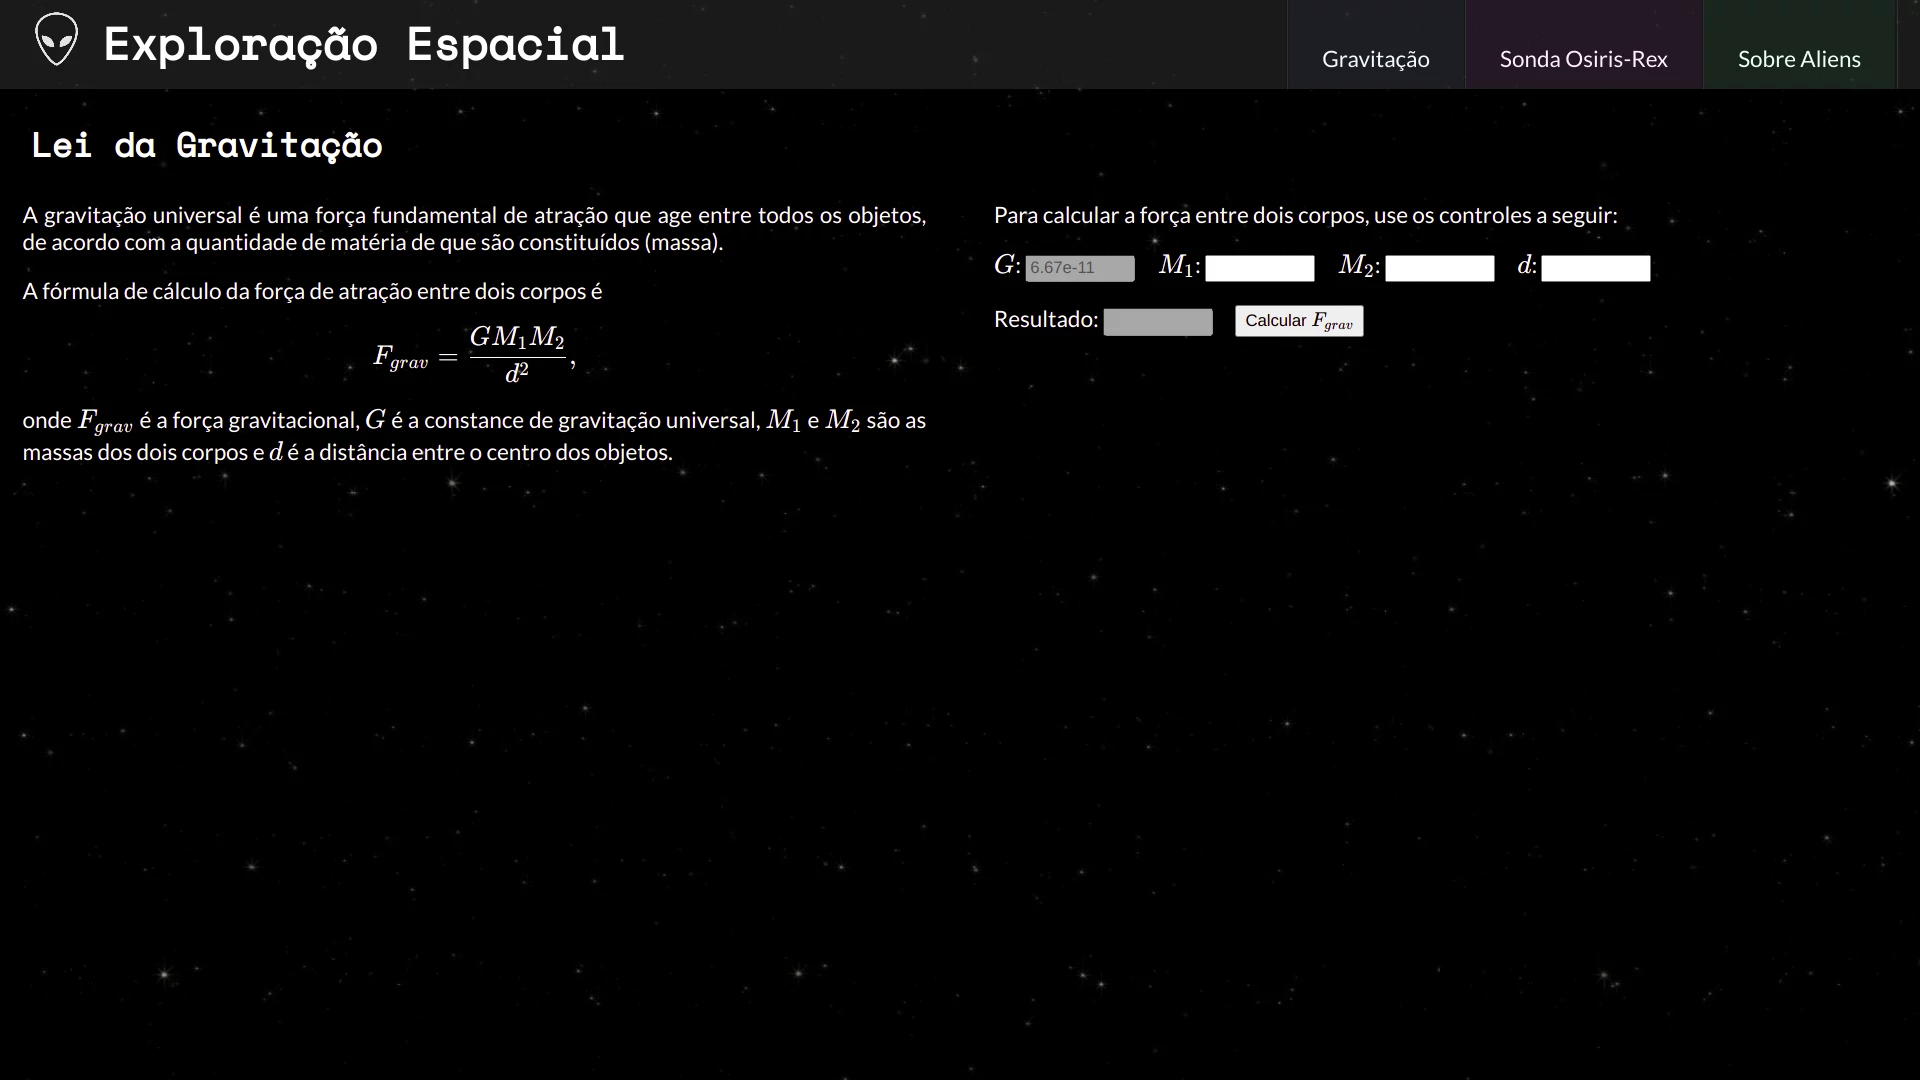 Exploração Espacial
Gravitação
Sonda Osiris-Rex
Sobre Aliens
Lei da Gravitação
A gravitação universal é uma força fundamental de atração que age entre todos os objetos,
de acordo com a quantidade de matéria de que são constituídos (massa).
A fórmula de cálculo da força de atração entre dois corpos é
F_{grav} = \frac{GM_1M_2}{d^2},
onde F_{grav} é a força gravitacional, G é a constance de gravitação universal, M_1 e M_2 são as
massas dos dois corpos e d é a distância entre o centro dos objetos.
Para calcular a força entre dois corpos, use os controles a seguir:
G: 6.67e-11 M_1: M_2: d:
Resultado: Calcular F_{grav}